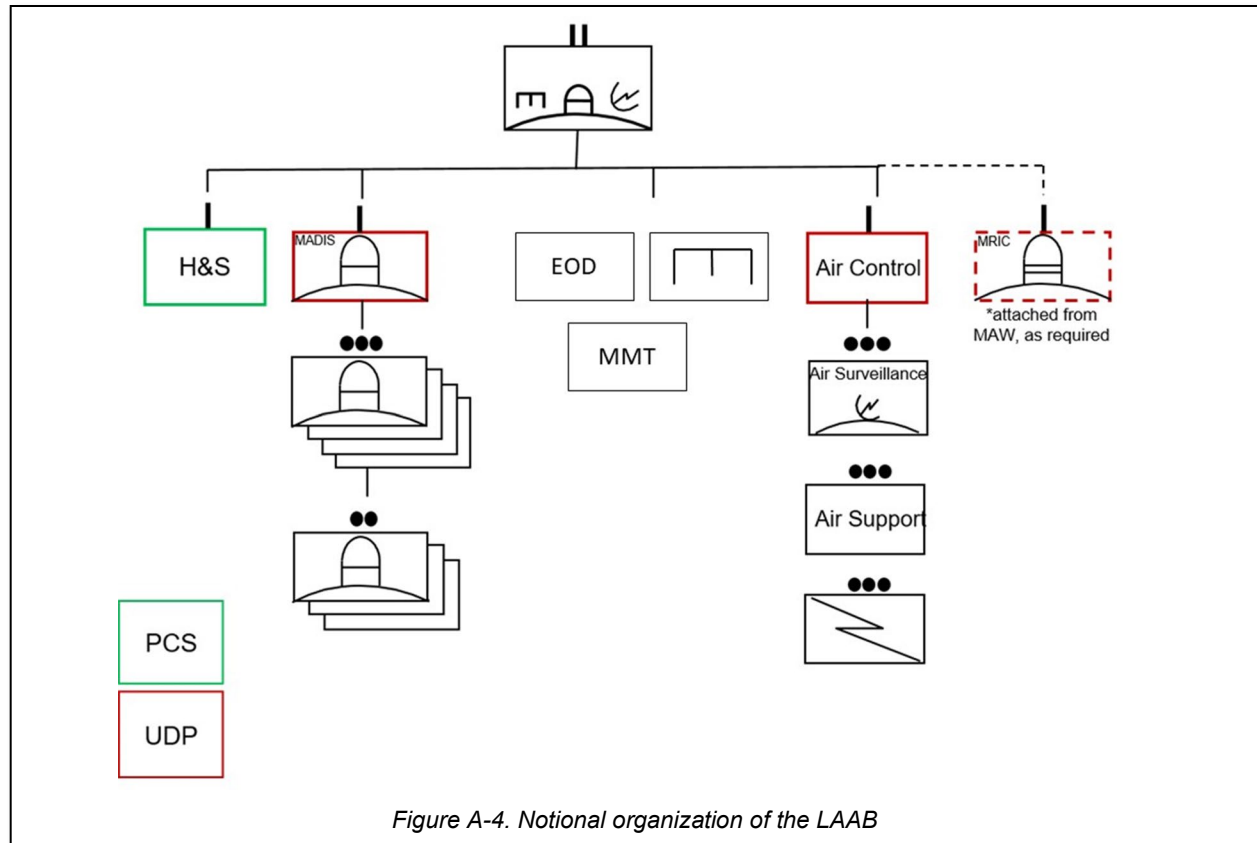 MADIS
MRIC
H&S
EOD
Air Control
*attached from
MAW, as required
MMT
Air Surveillance
Air Support
PCS
UDP
Figure A-4. Notional organization of the LAAB